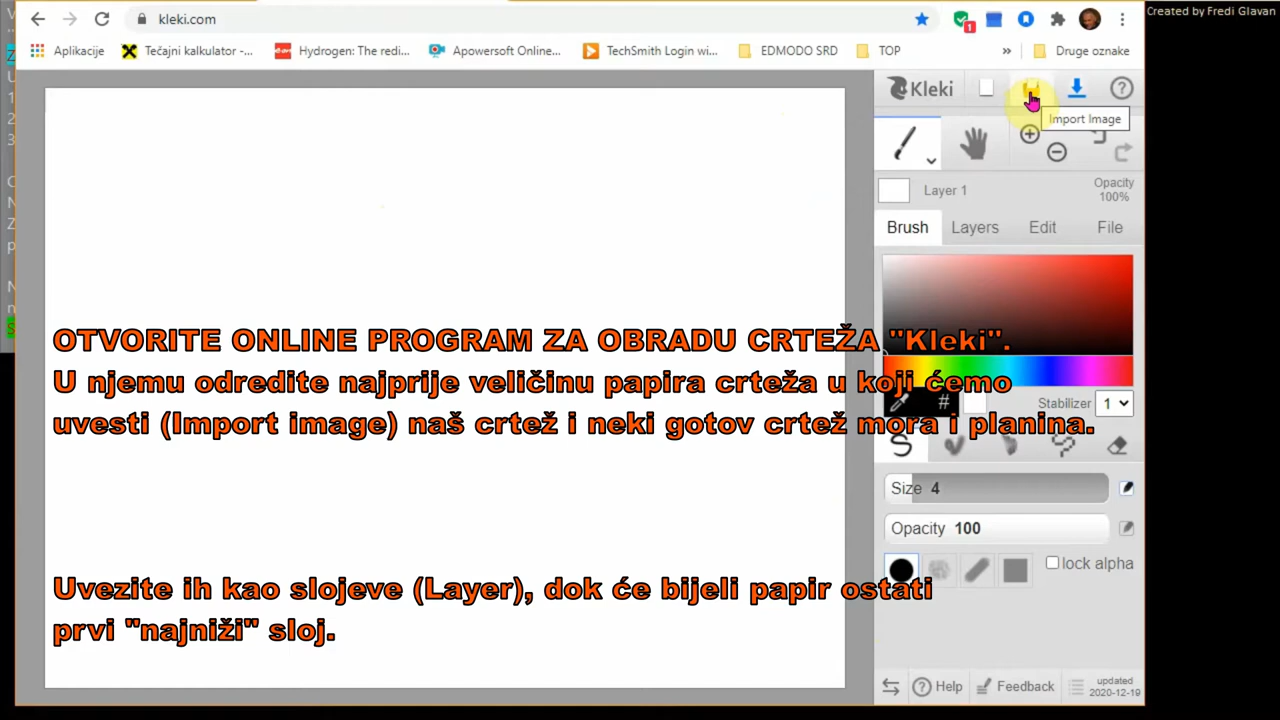 kleki.com
Created by Fredi Glavan
1
Aplikacije
Tečajni kalkulator -...
Hydrogen: The redi...
Apowersoft Online...
TechSmith Login wi...
EDMODO SRD
TOP
»
Druge oznake
Kleki
Import Image
Layer 1
Opacity
100%
Brush
Layers
Edit
File
OTVORITE ONLINE PROGRAM ZA OBRADU CRTEŽA "Kleki".
U njemu odredite najprije veličinu papira crteža u koji ćemo
uvesti (Import image) naš crtež i neki gotov crtež mora i planina.
#
Stabilizer
1
Size 4
Opacity 100
lock alpha
Uvezite ih kao slojeve (Layer), dok će bijeli papir ostati
prvi "najniži" sloj.
Help
Feedback
updated
2020-12-19